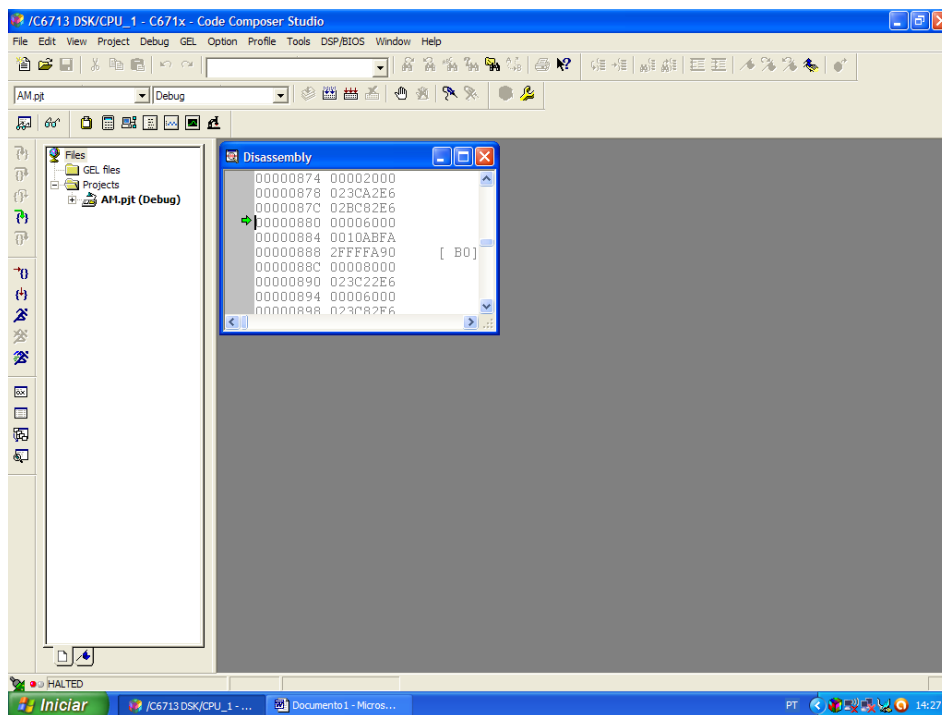 /C6713 DSK/CPU_1 - C671x - Code Composer Studio
File Edit View Project Debug GEL Option Profile Tools DSP/BIOS Window Help
AM.pjt Debug
Files
GEL files
Projects
AM.pjt (Debug)
Disassembly
00000874 00002000
00000878 023CA2E6
0000087C 02BC82E6
00000880 00006000
00000884 0010ABFA
00000888 2FFFFA90 [ B0]
0000088C 00008000
00000890 023C22E6
00000894 00006000
00000898 023C82E6
HALTED
Iniciar /C6713 DSK/CPU_1 - ... Documento1 - Micros... PT 14:27